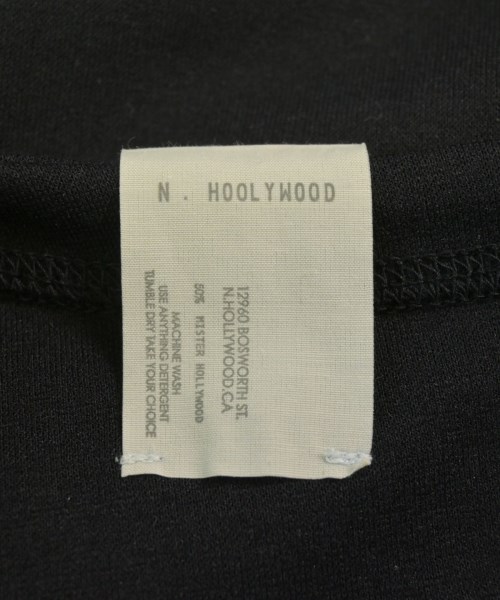 N. HOOLYWOOD
12960 BOSWORTH ST.
N.HOLLYWOOD.CA
50% MISTER HOLLYWOOD
MACHINE WASH
USE ANYTHING DETERGENT
TUMBLE DRY TAKE YOUR CHOICE